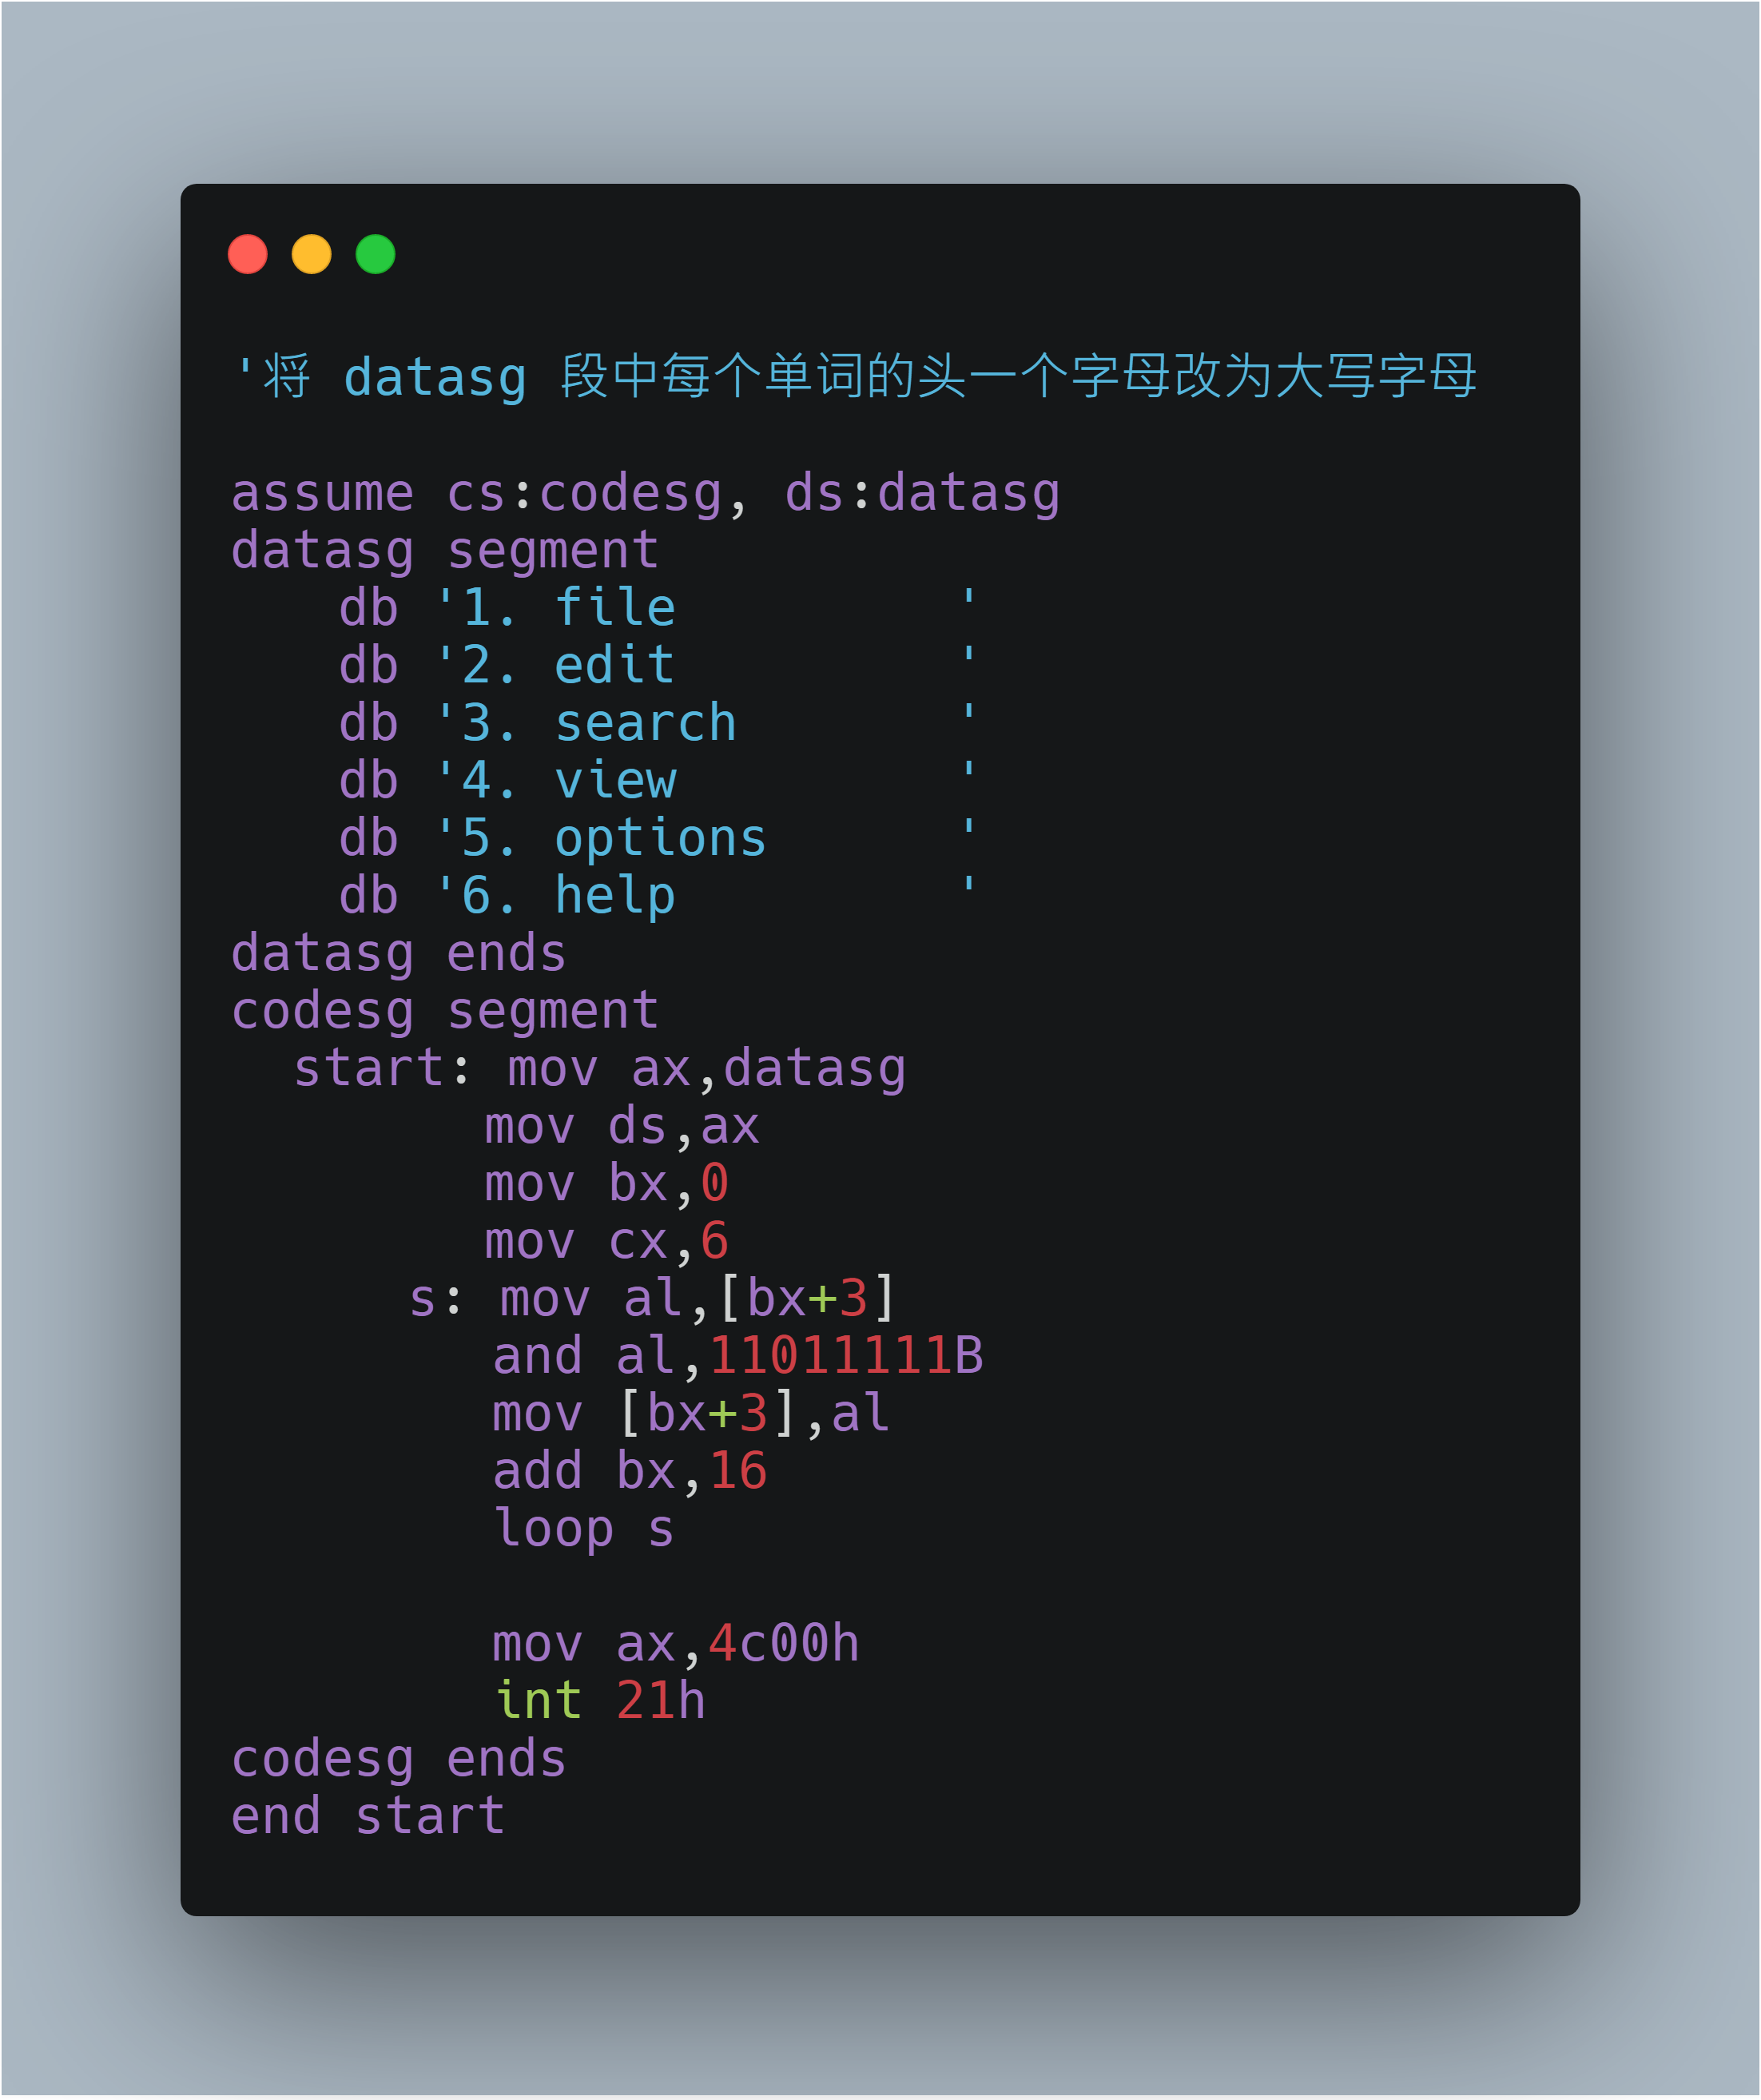 '将 datasg 段中每个单词的头一个字母改为大写字母
assume cs:codesg, ds:datasg
datasg segment
db '1. file              '
db '2. edit              '
db '3. search            '
db '4. view              '
db '5. options           '
db '6. help              '
datasg ends
codesg segment
start: mov ax,datasg
mov ds,ax
mov bx,0
mov cx,6
s: mov al,[bx+3]
and al,11011111B
mov [bx+3],al
add bx,16
loop s
mov ax,4c00h
int 21h
codesg ends
end start